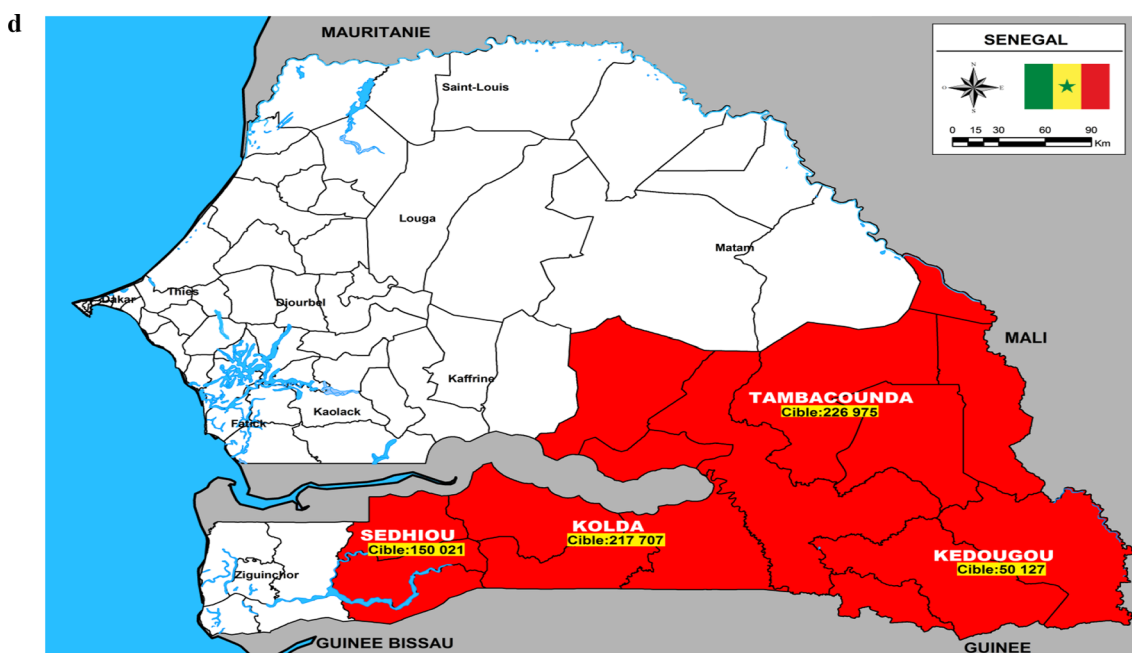 d
MAURITANIE
SENEGAL
N
O
E
S
0 15 30 60 90
Km
Saint-Louis
Louga
Matam
Dakar
Thies
Djourbel
MALI
Kaffrine
TAMBACOUNDA
Cible:226 975
Kaolack
Fatick
SEDHIOU
Cible:150 021
KOLDA
Cible:217 707
KEDOUGOU
Cible:50 127
Ziguinchor
GUINEE BISSAU
GUINEE